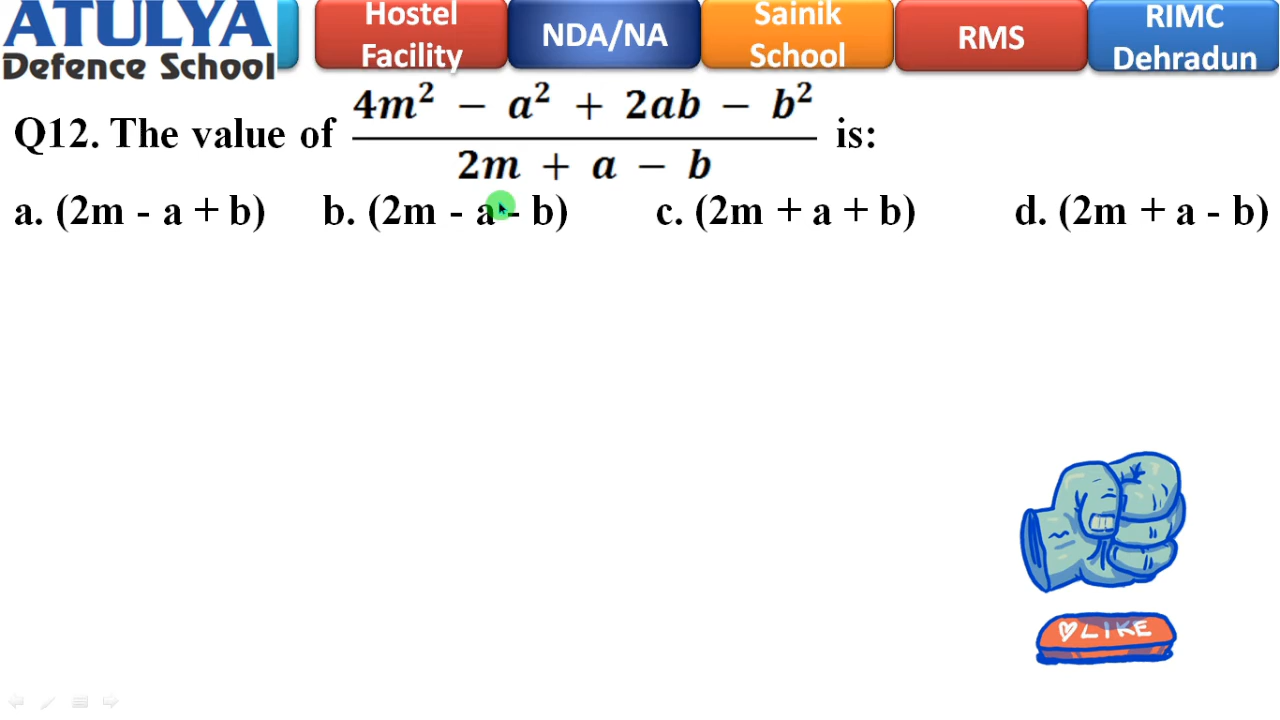 ATULYA
Defence School
Hostel
Facility
NDA/NA
Sainik
School
RMS
RIMC
Dehradun
Q12. The value of (4m² − a² + 2ab − b²)/(2m + a − b) is:
a. (2m - a + b) b. (2m - a - b) c. (2m + a + b) d. (2m + a - b)
LIKE